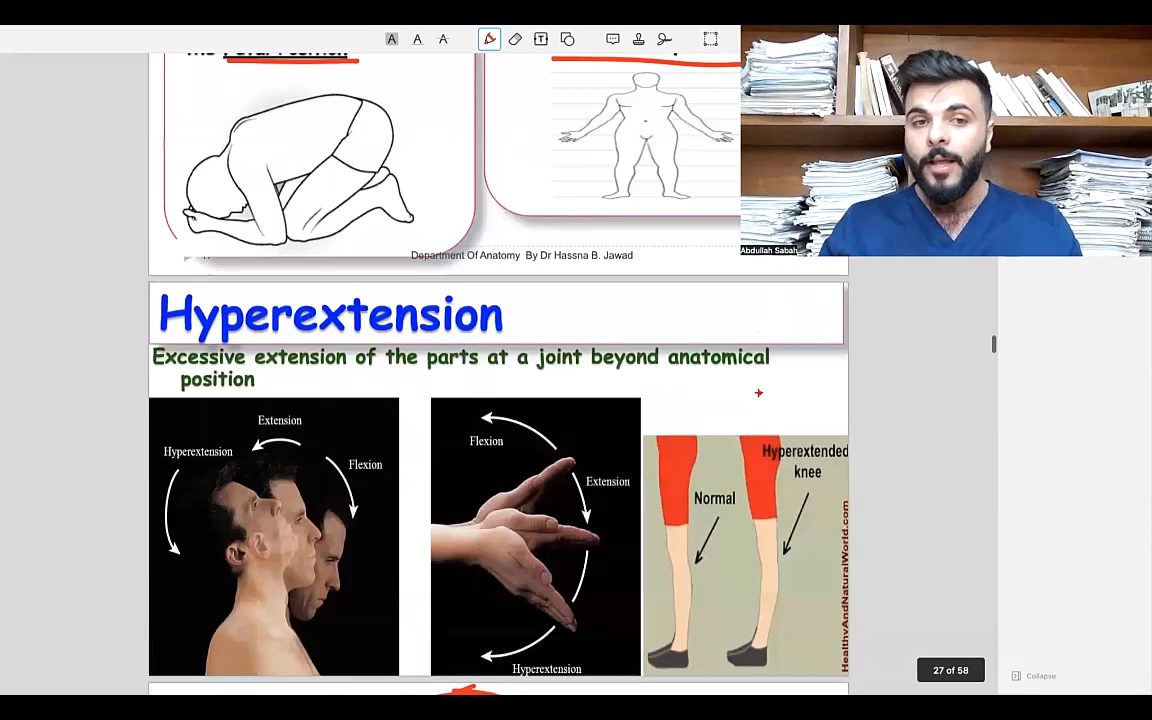 A A A
T
Abdullah Sabah
Department Of Anatomy By Dr Hassna B. Jawad
Hyperextension
Excessive extension of the parts at a joint beyond anatomical
position
Extension
Hyperextension
Flexion
Flexion
Extension
Hyperextension
Normal
Hyperextended
knee
HealthyAndNaturalWorld.com
27 of 58
Collapse